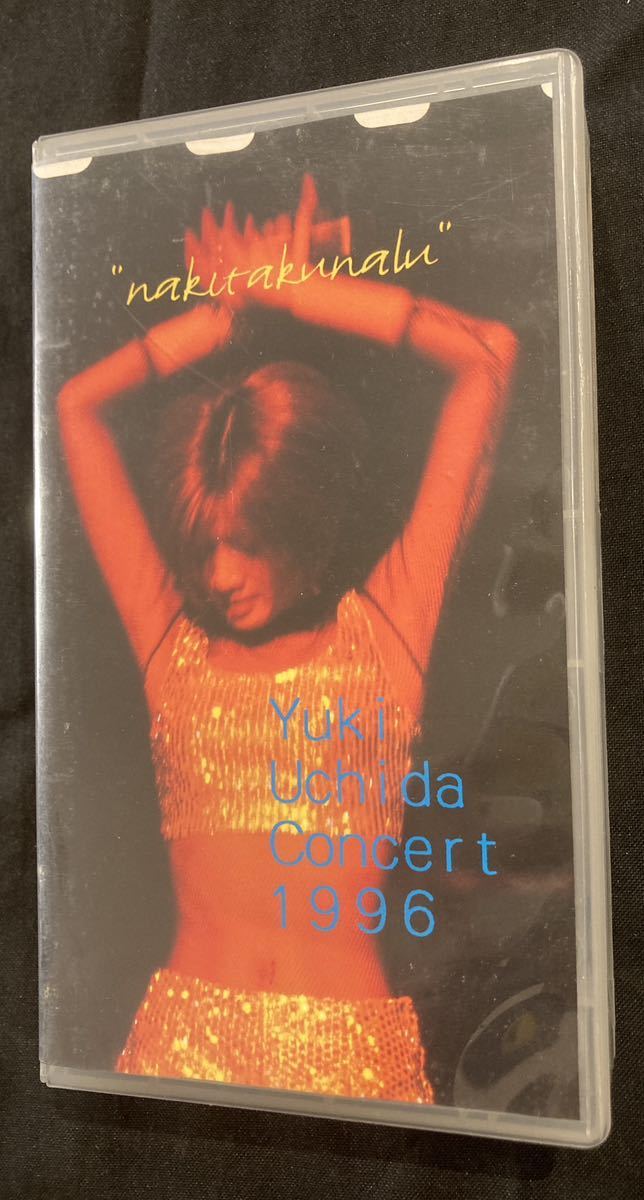 "nakitakunalu"
Yuki
Uchida
Concert
1996